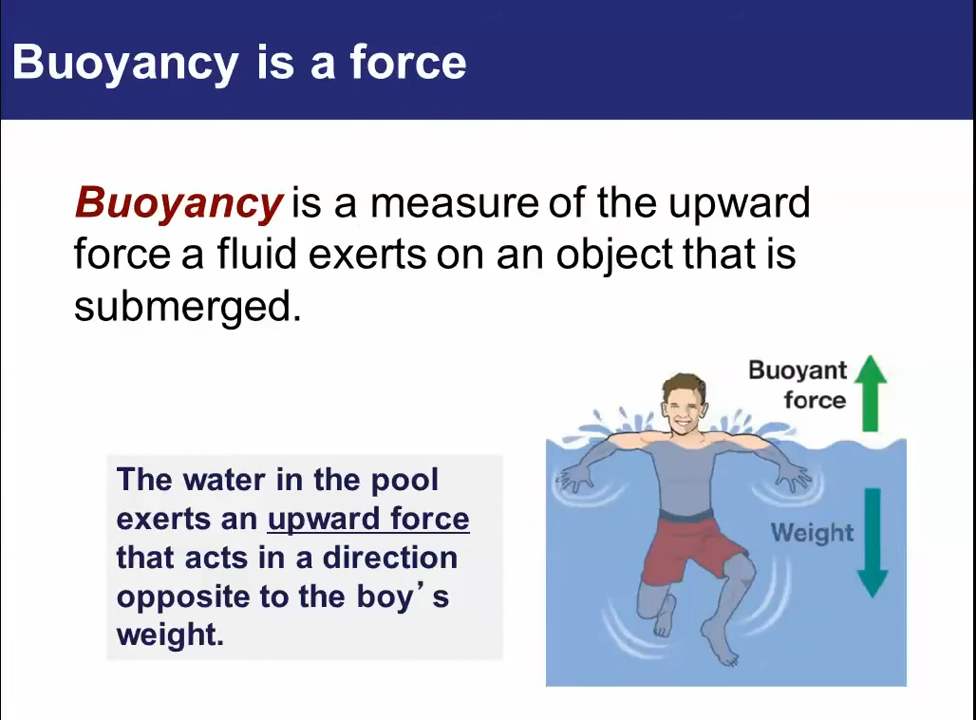 Buoyancy is a force
Buoyancy is a measure of the upward
force a fluid exerts on an object that is
submerged.
Buoyant
force
The water in the pool
exerts an upward force
that acts in a direction
opposite to the boy's
weight.
Weight